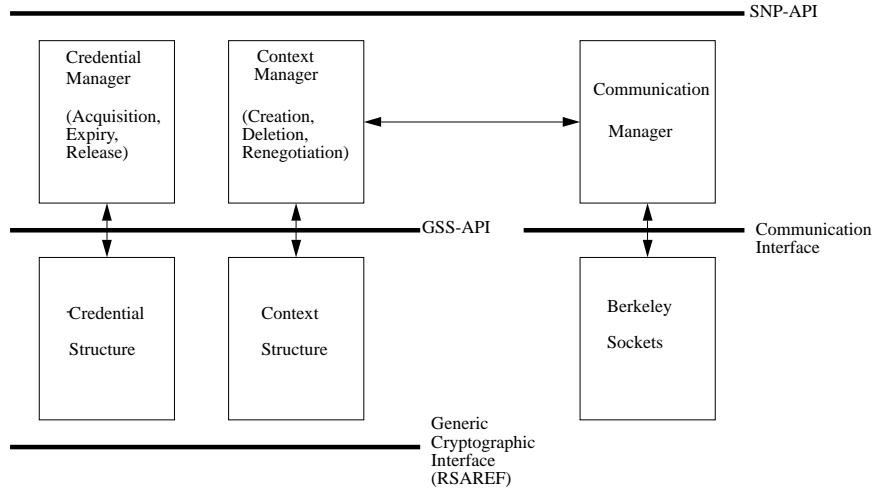 SNP-API
Credential
Manager
(Acquisition,
Expiry,
Release)
Context
Manager
(Creation,
Deletion,
Renegotiation)
Communication
Manager
GSS-API
Communication
Interface
Credential
Structure
Context
Structure
Berkeley
Sockets
Generic
Cryptographic
Interface
(RSAREF)